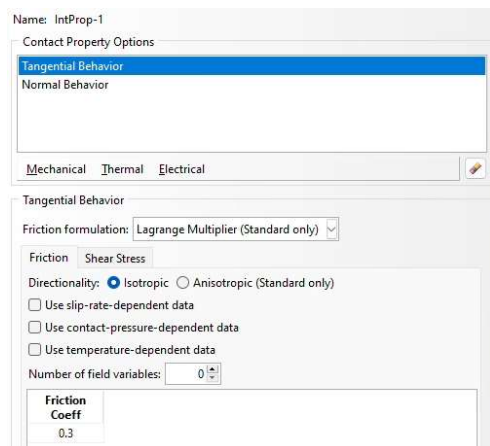 Name: IntProp-1
Contact Property Options
Tangential Behavior
Normal Behavior
Mechanical Thermal Electrical
Tangential Behavior
Friction formulation: Lagrange Multiplier (Standard only)
Friction Shear Stress
Directionality: Isotropic Anisotropic (Standard only)
Use slip-rate-dependent data
Use contact-pressure-dependent data
Use temperature-dependent data
Number of field variables: 0
Friction
Coeff
0.3